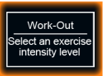 Work-Out
Select an exercise
intensity level